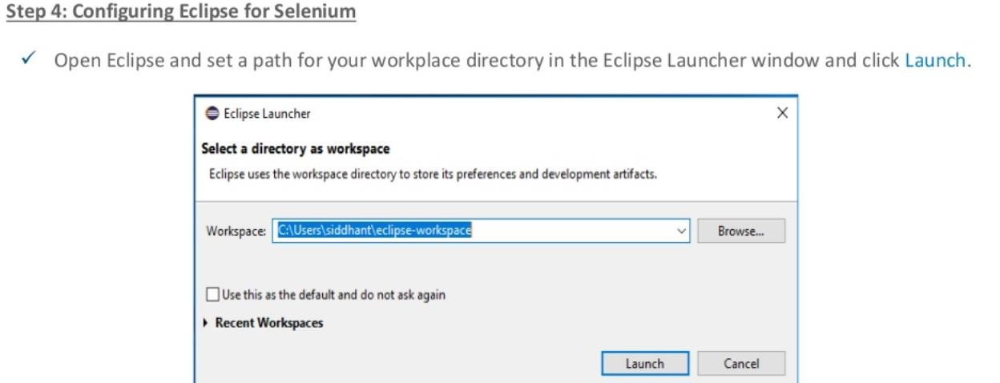 Step 4: Configuring Eclipse for Selenium
✓ Open Eclipse and set a path for your workplace directory in the Eclipse Launcher window and click Launch.
Eclipse Launcher
Select a directory as workspace
Eclipse uses the workspace directory to store its preferences and development artifacts.
Workspace: C:\Users\siddhant\eclipse-workspace Browse...
Use this as the default and do not ask again
Recent Workspaces
Launch Cancel